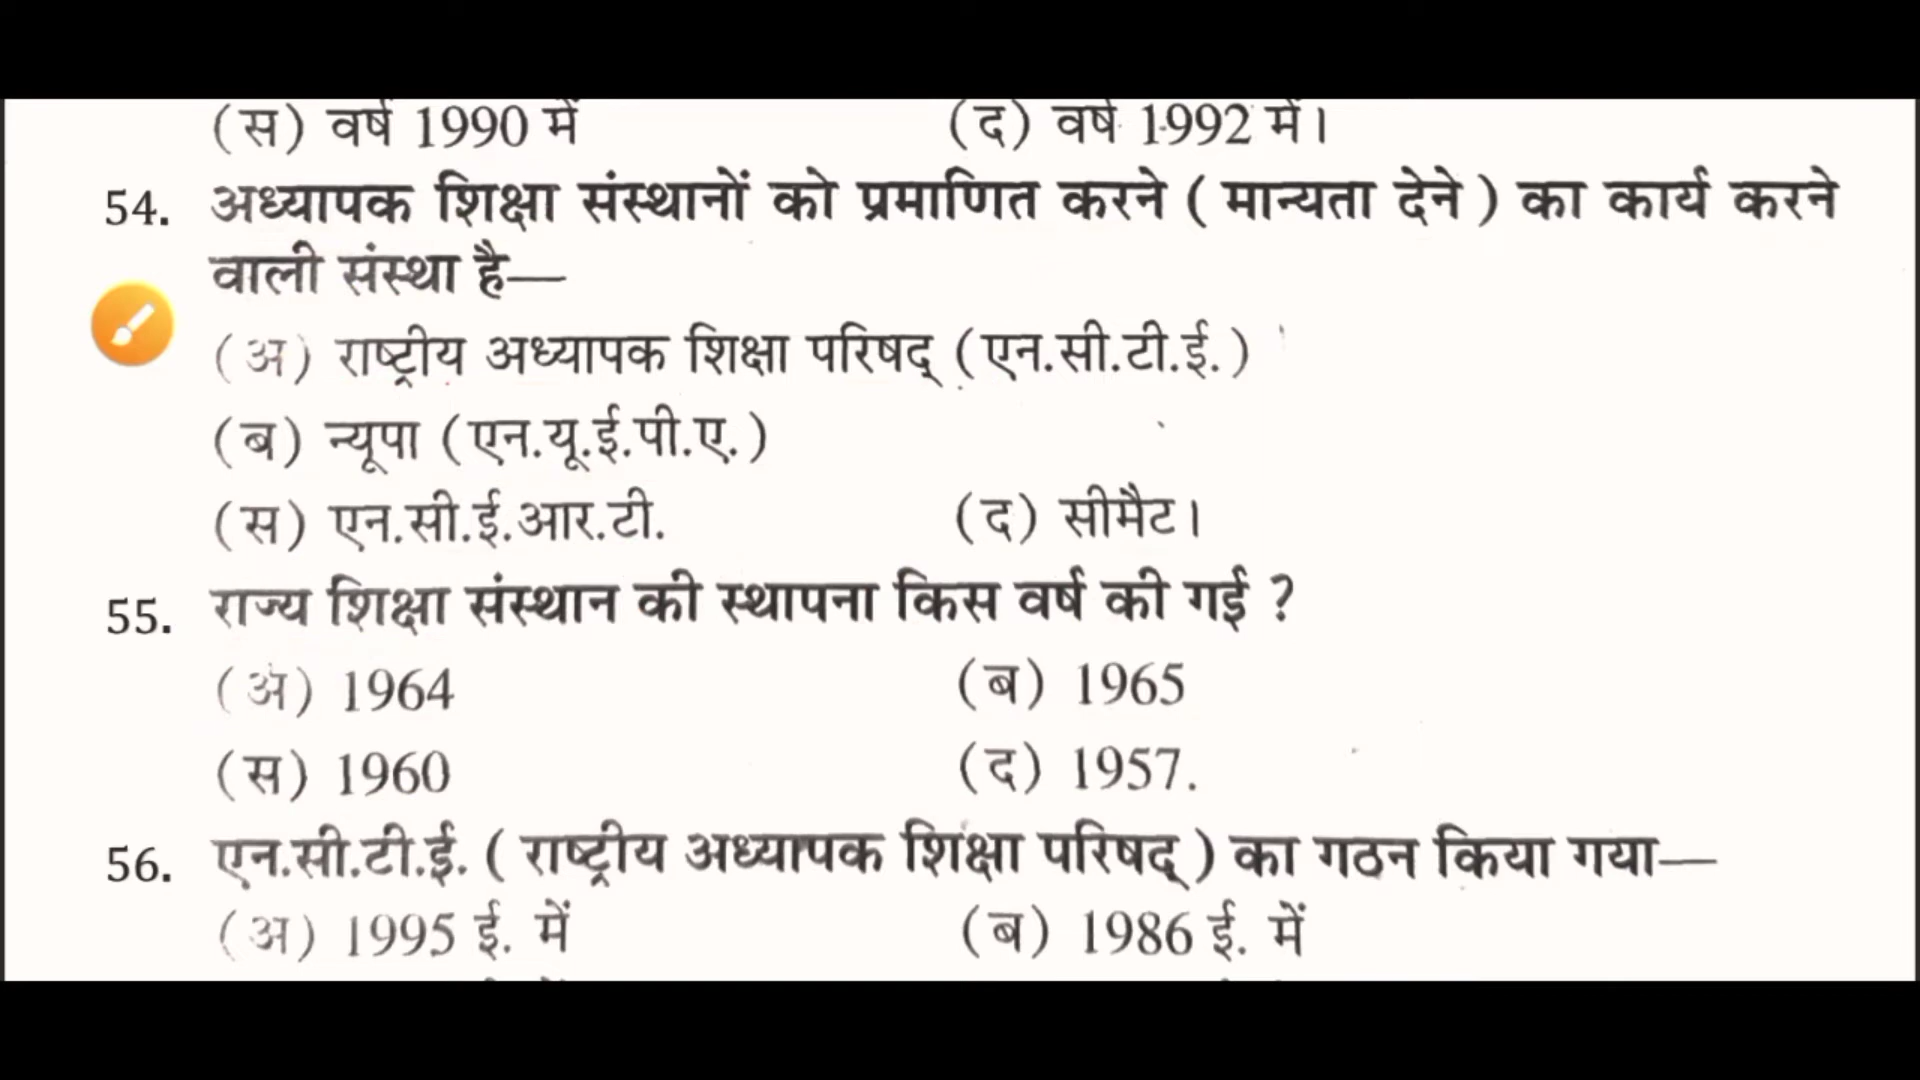 (स) वर्ष 1990 में (द) वर्ष 1992 में।
54. अध्यापक शिक्षा संस्थानों को प्रमाणित करने ( मान्यता देने ) का कार्य करने
वाली संस्था है—
(अ) राष्ट्रीय अध्यापक शिक्षा परिषद् (एन.सी.टी.ई.)
(ब) न्यूपा (एन.यू.ई.पी.ए.)
(स) एन.सी.ई.आर.टी. (द) सीमैट।
55. राज्य शिक्षा संस्थान की स्थापना किस वर्ष की गई ?
(अ) 1964 (ब) 1965
(स) 1960 (द) 1957.
56. एन.सी.टी.ई. ( राष्ट्रीय अध्यापक शिक्षा परिषद् ) का गठन किया गया—
(अ) 1995 ई. में (ब) 1986 ई. में